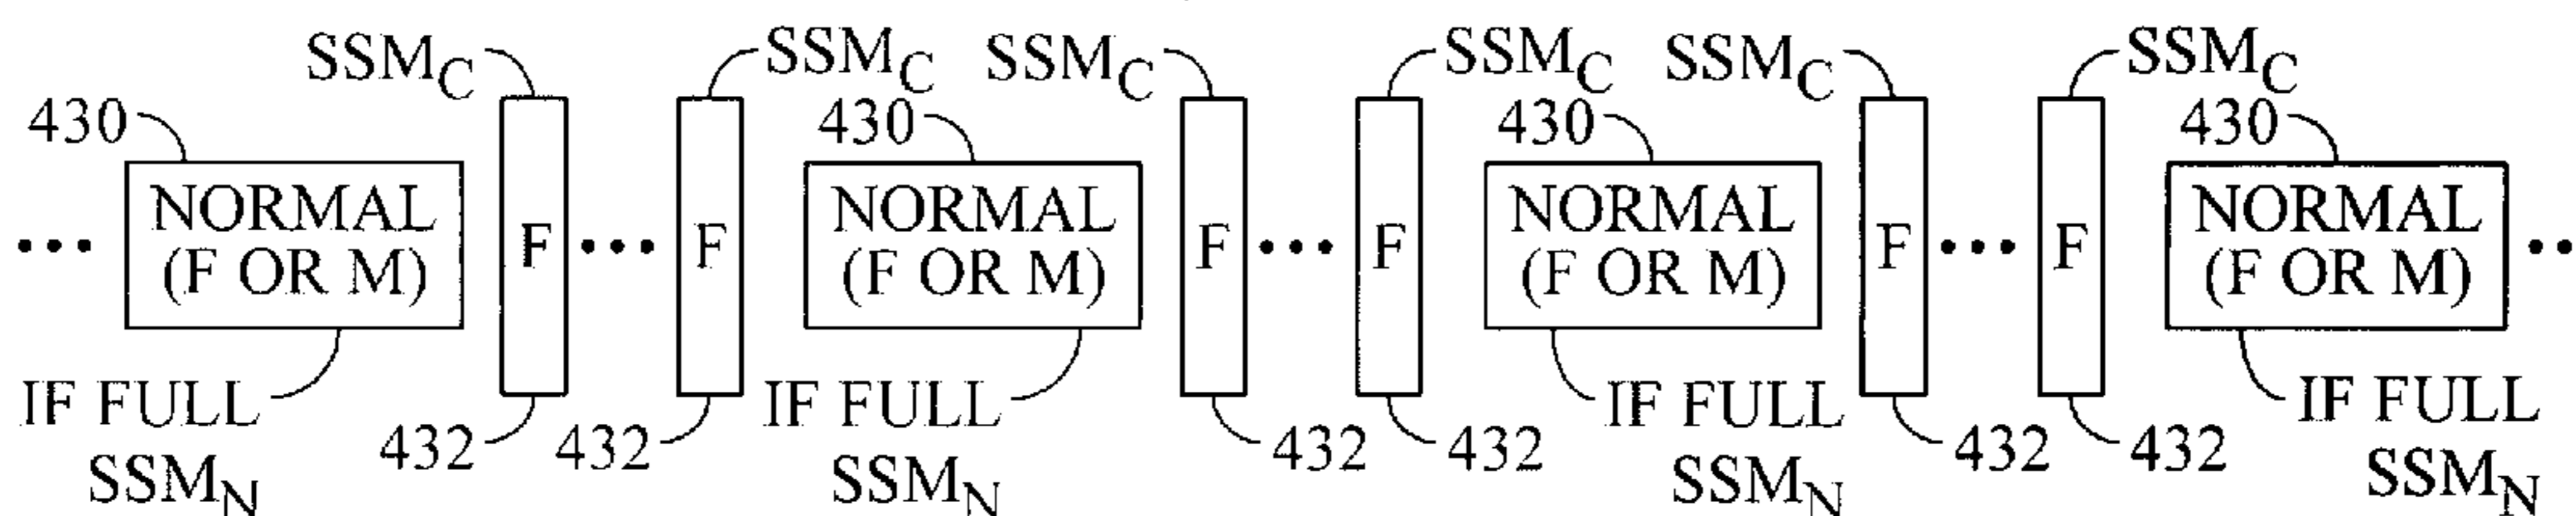 SSMC SSMC SSMC SSMC SSMC SSMC
430 430 430 430
NORMAL F F NORMAL F F NORMAL F F NORMAL
(F OR M) (F OR M) (F OR M) (F OR M)
IF FULL IF FULL IF FULL IF FULL
432 432 432 432 432 432
SSMN SSMN SSMN SSMN